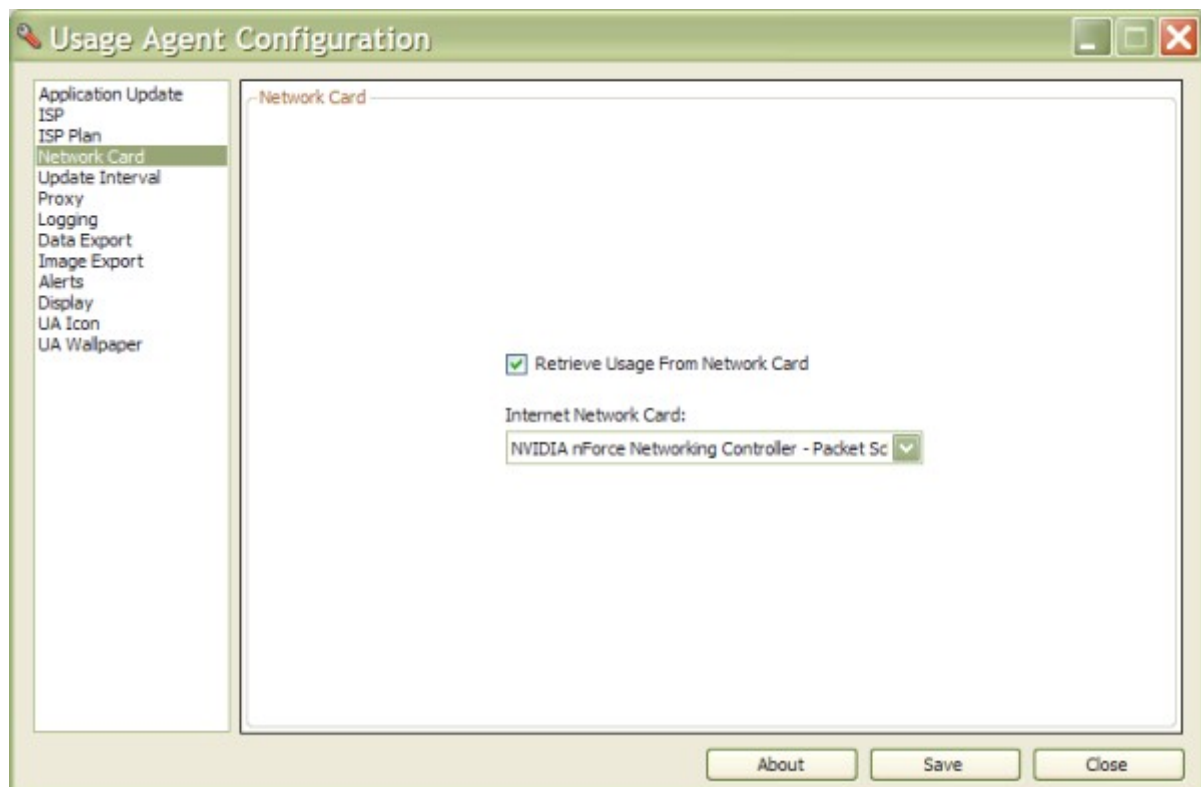 Usage Agent Configuration
Application Update
ISP
ISP Plan
Network Card
Update Interval
Proxy
Logging
Data Export
Image Export
Alerts
Display
UA Icon
UA Wallpaper
Network Card
Retrieve Usage From Network Card
Internet Network Card:
NVIDIA nForce Networking Controller - Packet Sc
About
Save
Close